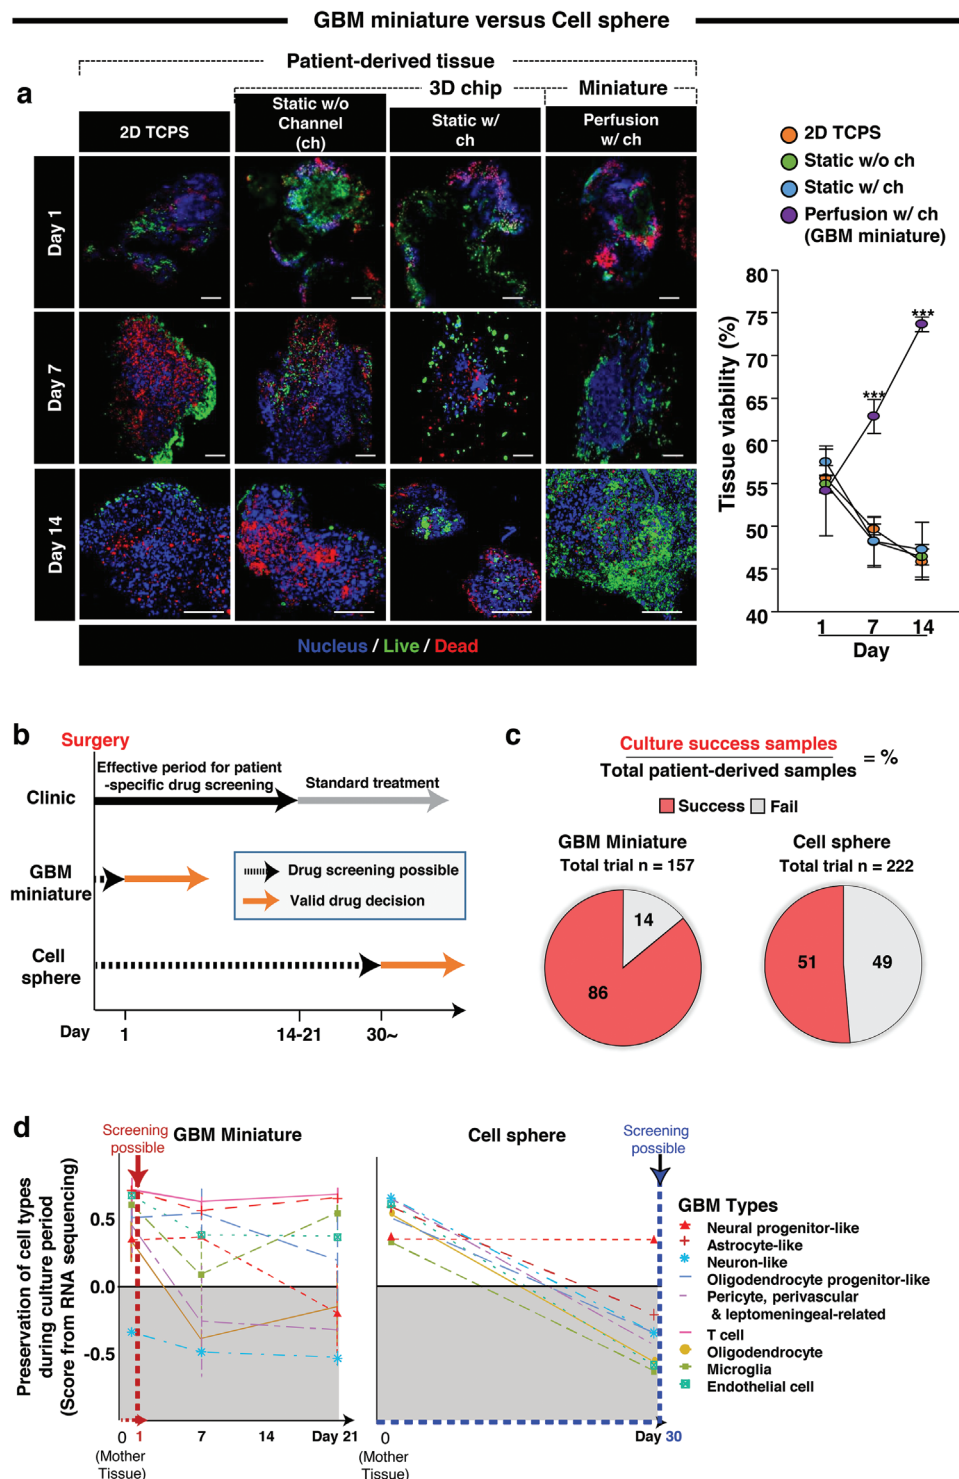 GBM miniature versus Cell sphere
a
Patient-derived tissue
3D chip
Miniature
2D TCPS
Static w/o
Channel
(ch)
Static w/
ch
Perfusion
w/ ch
Day 1
Day 7
Day 14
Nucleus / Live / Dead
2D TCPS
Static w/o ch
Static w/ ch
Perfusion w/ ch
(GBM miniature)
Tissue viability (%)
80
75
70
65
60
55
50
45
40
***
***
1 7 14
Day
b
Surgery
Effective period for patient
-specific drug screening
Standard treatment
Clinic
GBM
miniature
Drug screening possible
Valid drug decision
Cell
sphere
Day 1 14-21 30~
c
Culture success samples
Total patient-derived samples
= %
Success Fail
GBM Miniature
Total trial n = 157
14
86
Cell sphere
Total trial n = 222
51
49
d
Screening
possible
GBM Miniature
Cell sphere
Screening
possible
Preservation of cell types
during culture period
(Score from RNA sequencing)
0.5
0.0
-0.5
0 1 7 14 Day 21
(Mother
Tissue)
0 Day 30
(Mother
Tissue)
GBM Types
Neural progenitor-like
Astrocyte-like
Neuron-like
Oligodendrocyte progenitor-like
Pericyte, perivascular
& leptomeningeal-related
T cell
Oligodendrocyte
Microglia
Endothelial cell